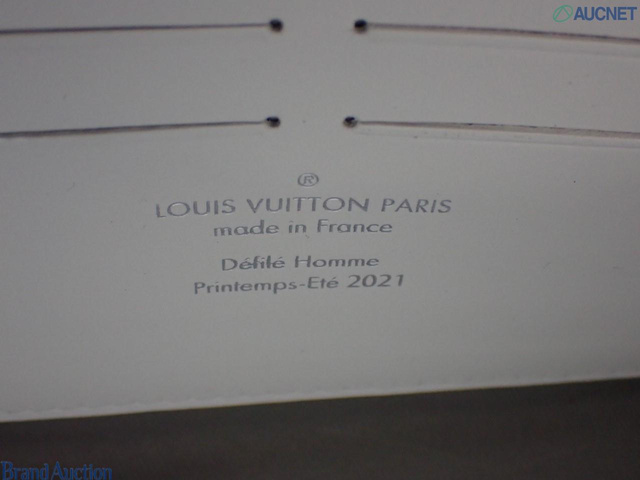 AUCNET
®
LOUIS VUITTON PARIS
made in France
Défilé Homme
Printemps-Eté 2021
Brand Auction